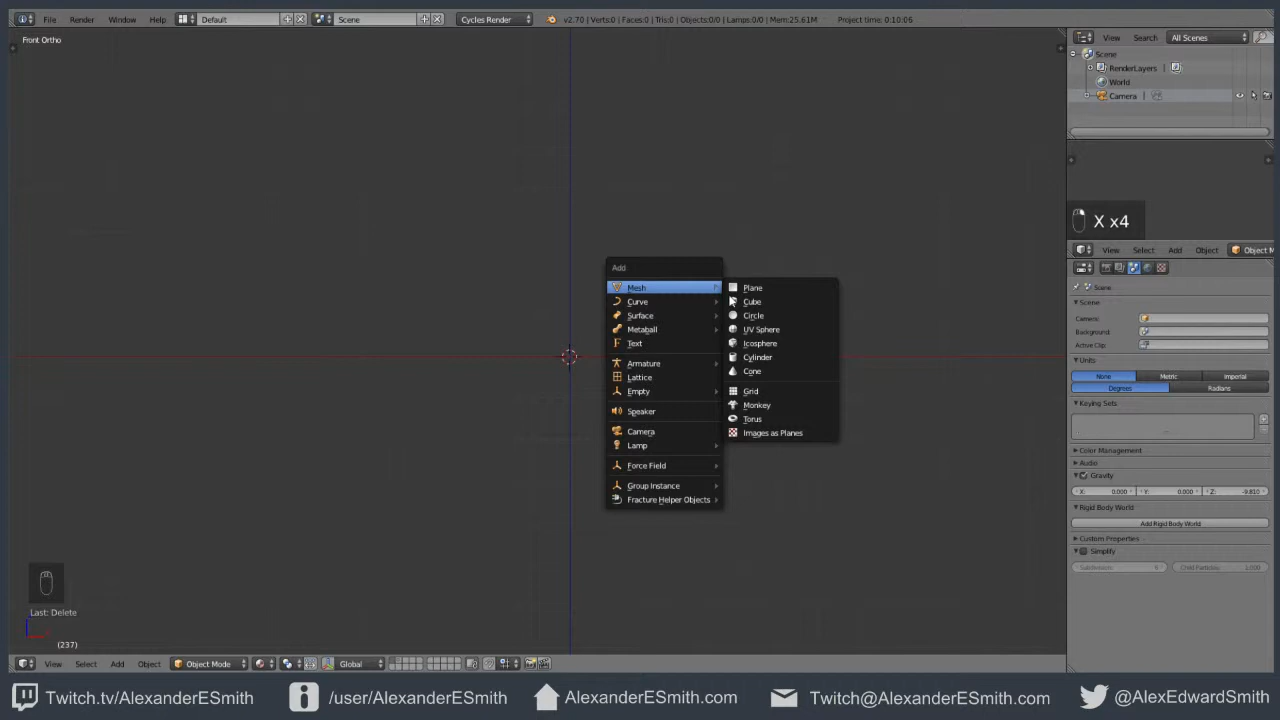 File Render Window Help Default Scene Cycles Render v2.70 | Verts:0 | Faces:0 | Tris:0 | Objects:0/0 | Lamps:0/0 | Mem:25.61M Project time: 0:10:06
Front Ortho
View Search All Scenes
Scene
RenderLayers
World
Camera
X x4
View Select Add Object Object M
Scene
Scene
Camera:
Background:
Active Clip:
Units
None Metric Imperial
Degrees Radians
Keying Sets
Color Management
Audio
Gravity
X: 0.000 Y: 0.000 Z: -9.810
Rigid Body World
Add Rigid Body World
Custom Properties
Simplify
Subdivision: 6 Child Particles: 1.000
Add
Mesh
Curve
Surface
Metaball
Text
Armature
Lattice
Empty
Speaker
Camera
Lamp
Force Field
Group Instance
Fracture Helper Objects
Plane
Cube
Circle
UV Sphere
Icosphere
Cylinder
Cone
Grid
Monkey
Torus
Images as Planes
Last: Delete
(237)
View Select Add Object Object Mode Global
Twitch.tv/AlexanderESmith /user/AlexanderESmith AlexanderESmith.com Twitch@AlexanderESmith.com @AlexEdwardSmith